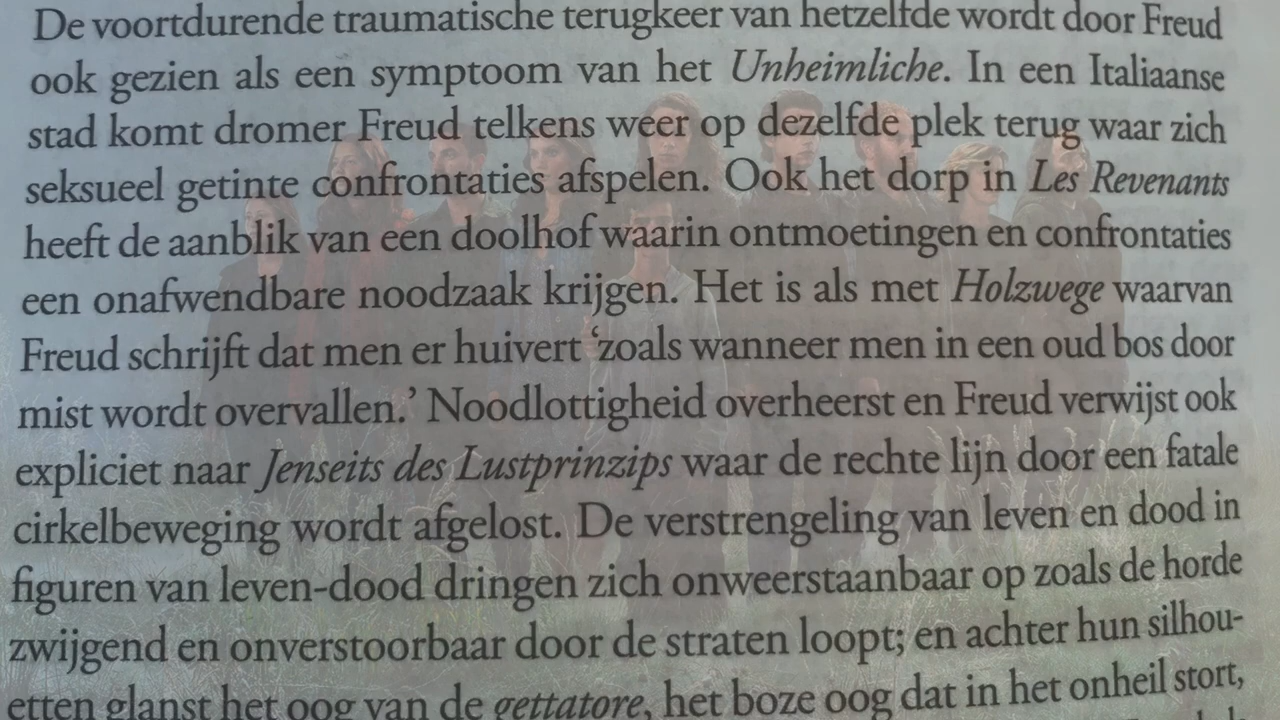 De voortdurende traumatische terugkeer van hetzelfde wordt door Freud
ook gezien als een symptoom van het Unheimliche. In een Italiaanse
stad komt dromer Freud telkens weer op dezelfde plek terug waar zich
seksueel getinte confrontaties afspelen. Ook het dorp in Les Revenants
heeft de aanblik van een doolhof waarin ontmoetingen en confrontaties
een onafwendbare noodzaak krijgen. Het is als met Holzwege waarvan
Freud schrijft dat men er huivert ‘zoals wanneer men in een oud bos door
mist wordt overvallen.’ Noodlottigheid overheerst en Freud verwijst ook
expliciet naar Jenseits des Lustprinzips waar de rechte lijn door een fatale
cirkelbeweging wordt afgelost. De verstrengeling van leven en dood in
figuren van leven-dood dringen zich onweerstaanbaar op zoals de horde
zwijgend en onverstoorbaar door de straten loopt; en achter hun silhou-
etten glanst het oog van de gettatore, het boze oog dat in het onheil stort,